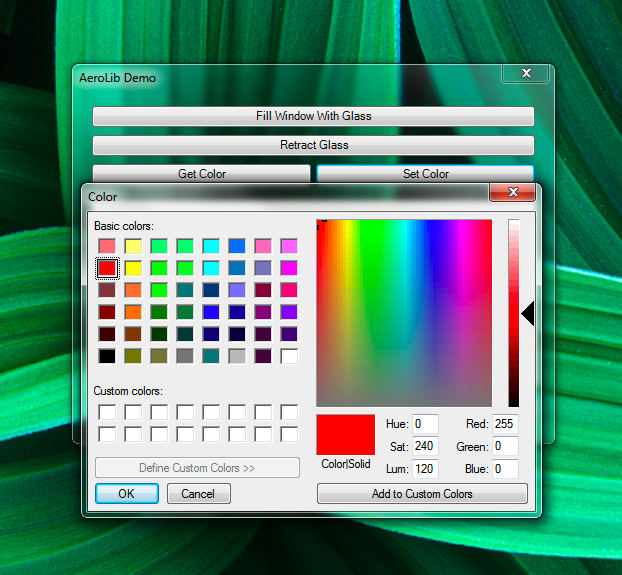 AeroLib Demo
Fill Window With Glass
Retract Glass
Get Color
Set Color
Color
Basic colors:
Custom colors:
Define Custom Colors >>
OK
Cancel
Color|Solid
Hue: 0
Red: 255
Sat: 240
Green: 0
Lum: 120
Blue: 0
Add to Custom Colors